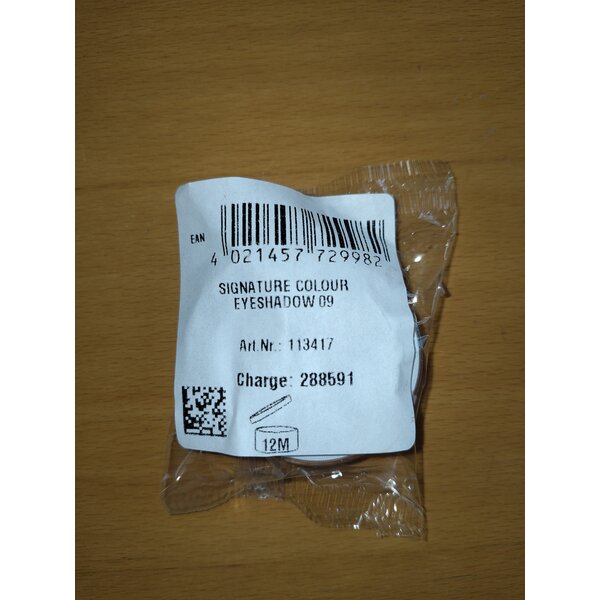 EAN
4 021457 729982
SIGNATURE COLOUR
EYESHADOW 09
Art.Nr.: 113417
Charge: 288591
12M